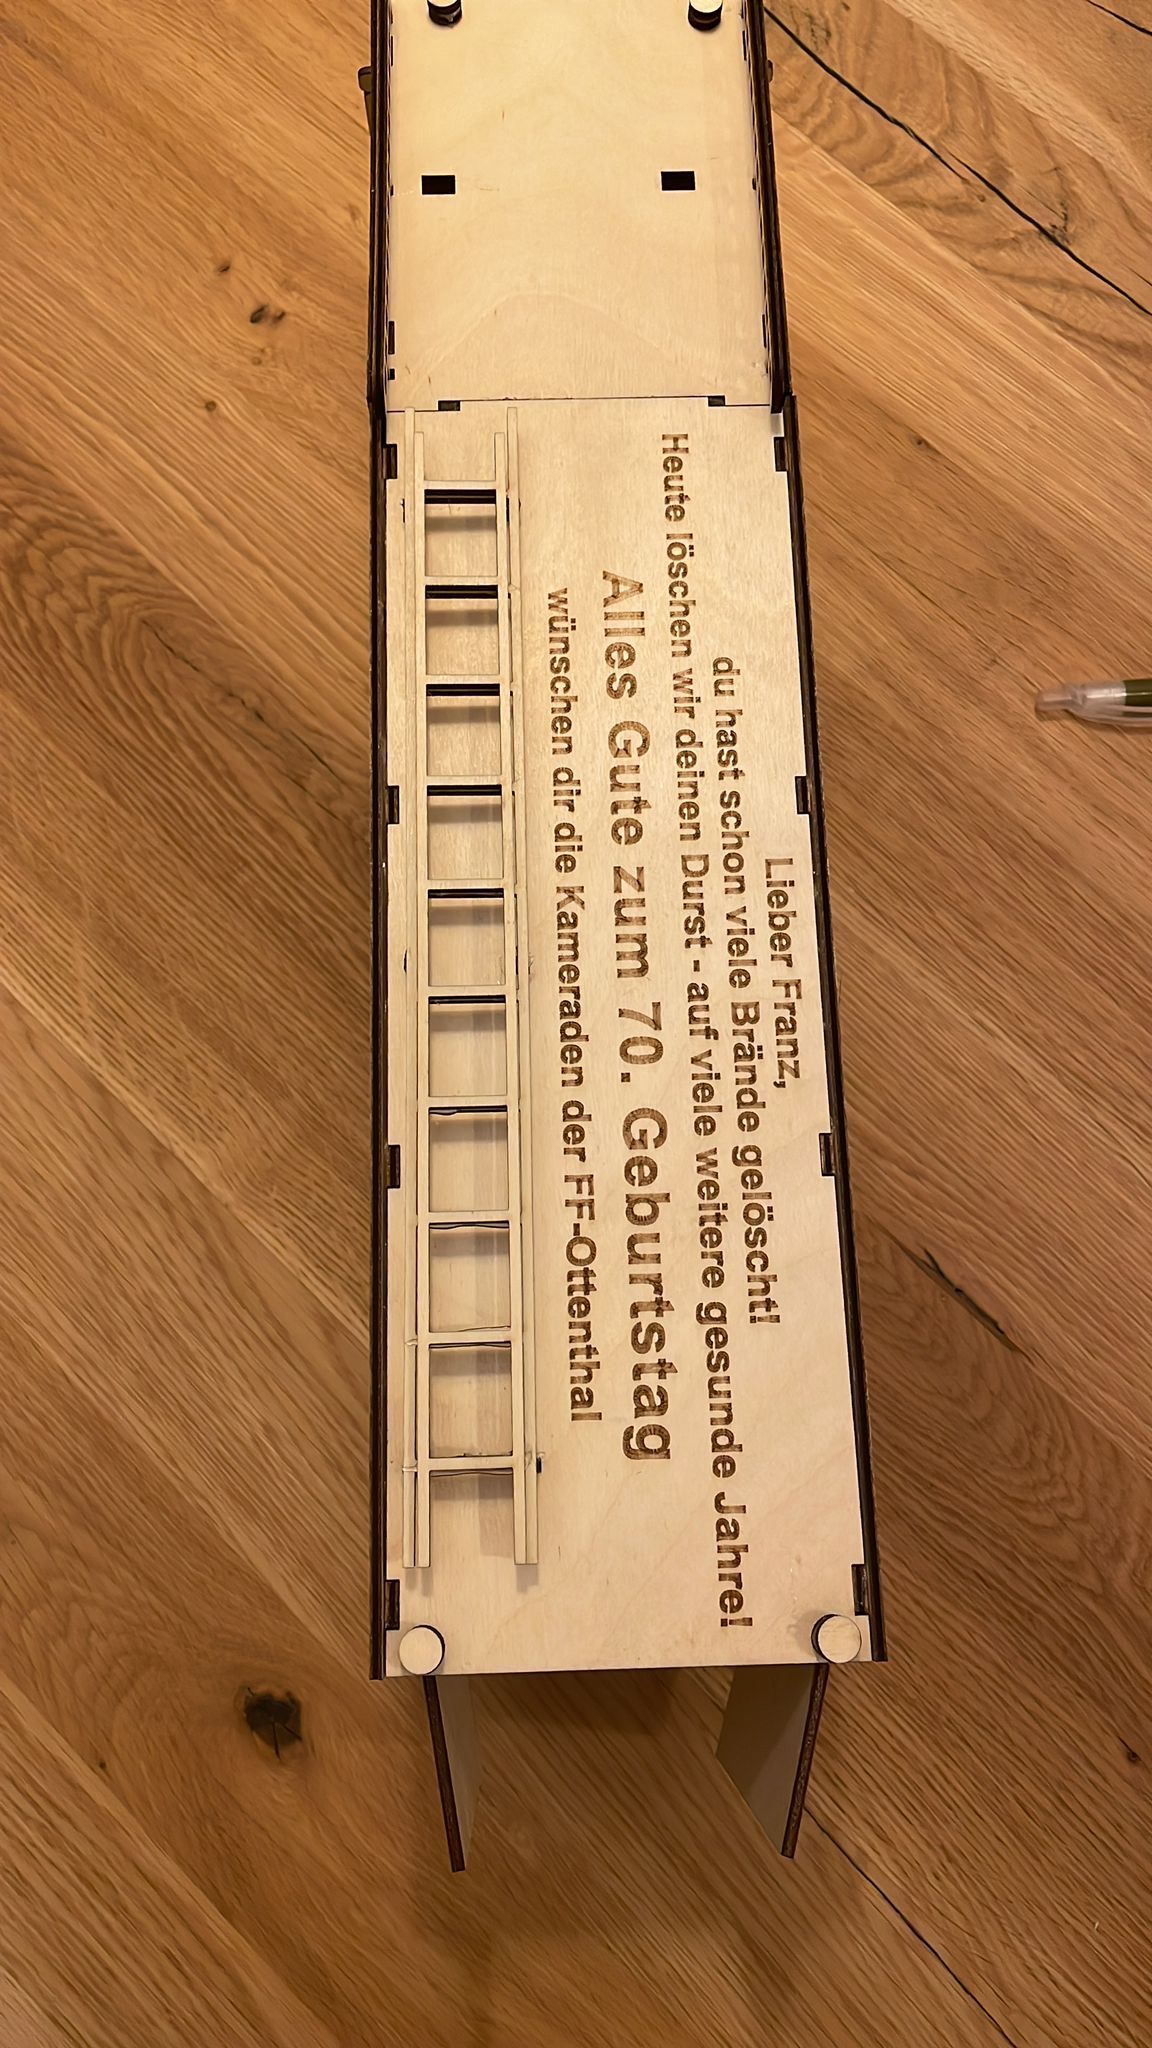 Lieber Franz,
du hast schon viele Brände gelöscht!
Heute löschen wir deinen Durst - auf viele weitere gesunde Jahre!
Alles Gute zum 70. Geburtstag
wünschen dir die Kameraden der FF-Ottenthal